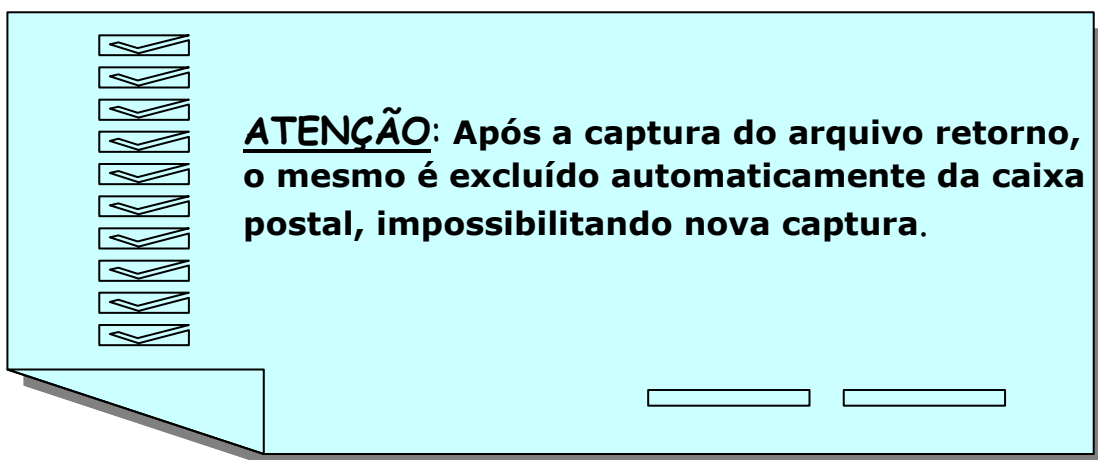 ATENÇÃO: Após a captura do arquivo retorno,
o mesmo é excluído automaticamente da caixa
postal, impossibilitando nova captura.